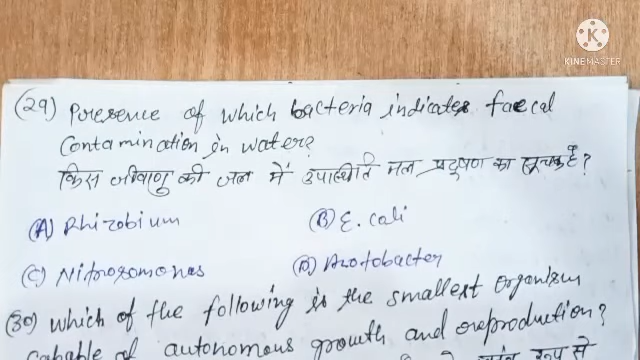 KINEMASTER
(29) Presence of which bacteria indicates faecal
Contamination in water?
किस जीवाणु की जल में उपास्थिति मल प्रदूषण का सूचक है?
(A) Rhizobium (B) E. coli
(C) Nitrosomonas (D) Azotobacter
(30) which of the following is the smallest organism
capable of autonomous growth and reproduction?
रूप से